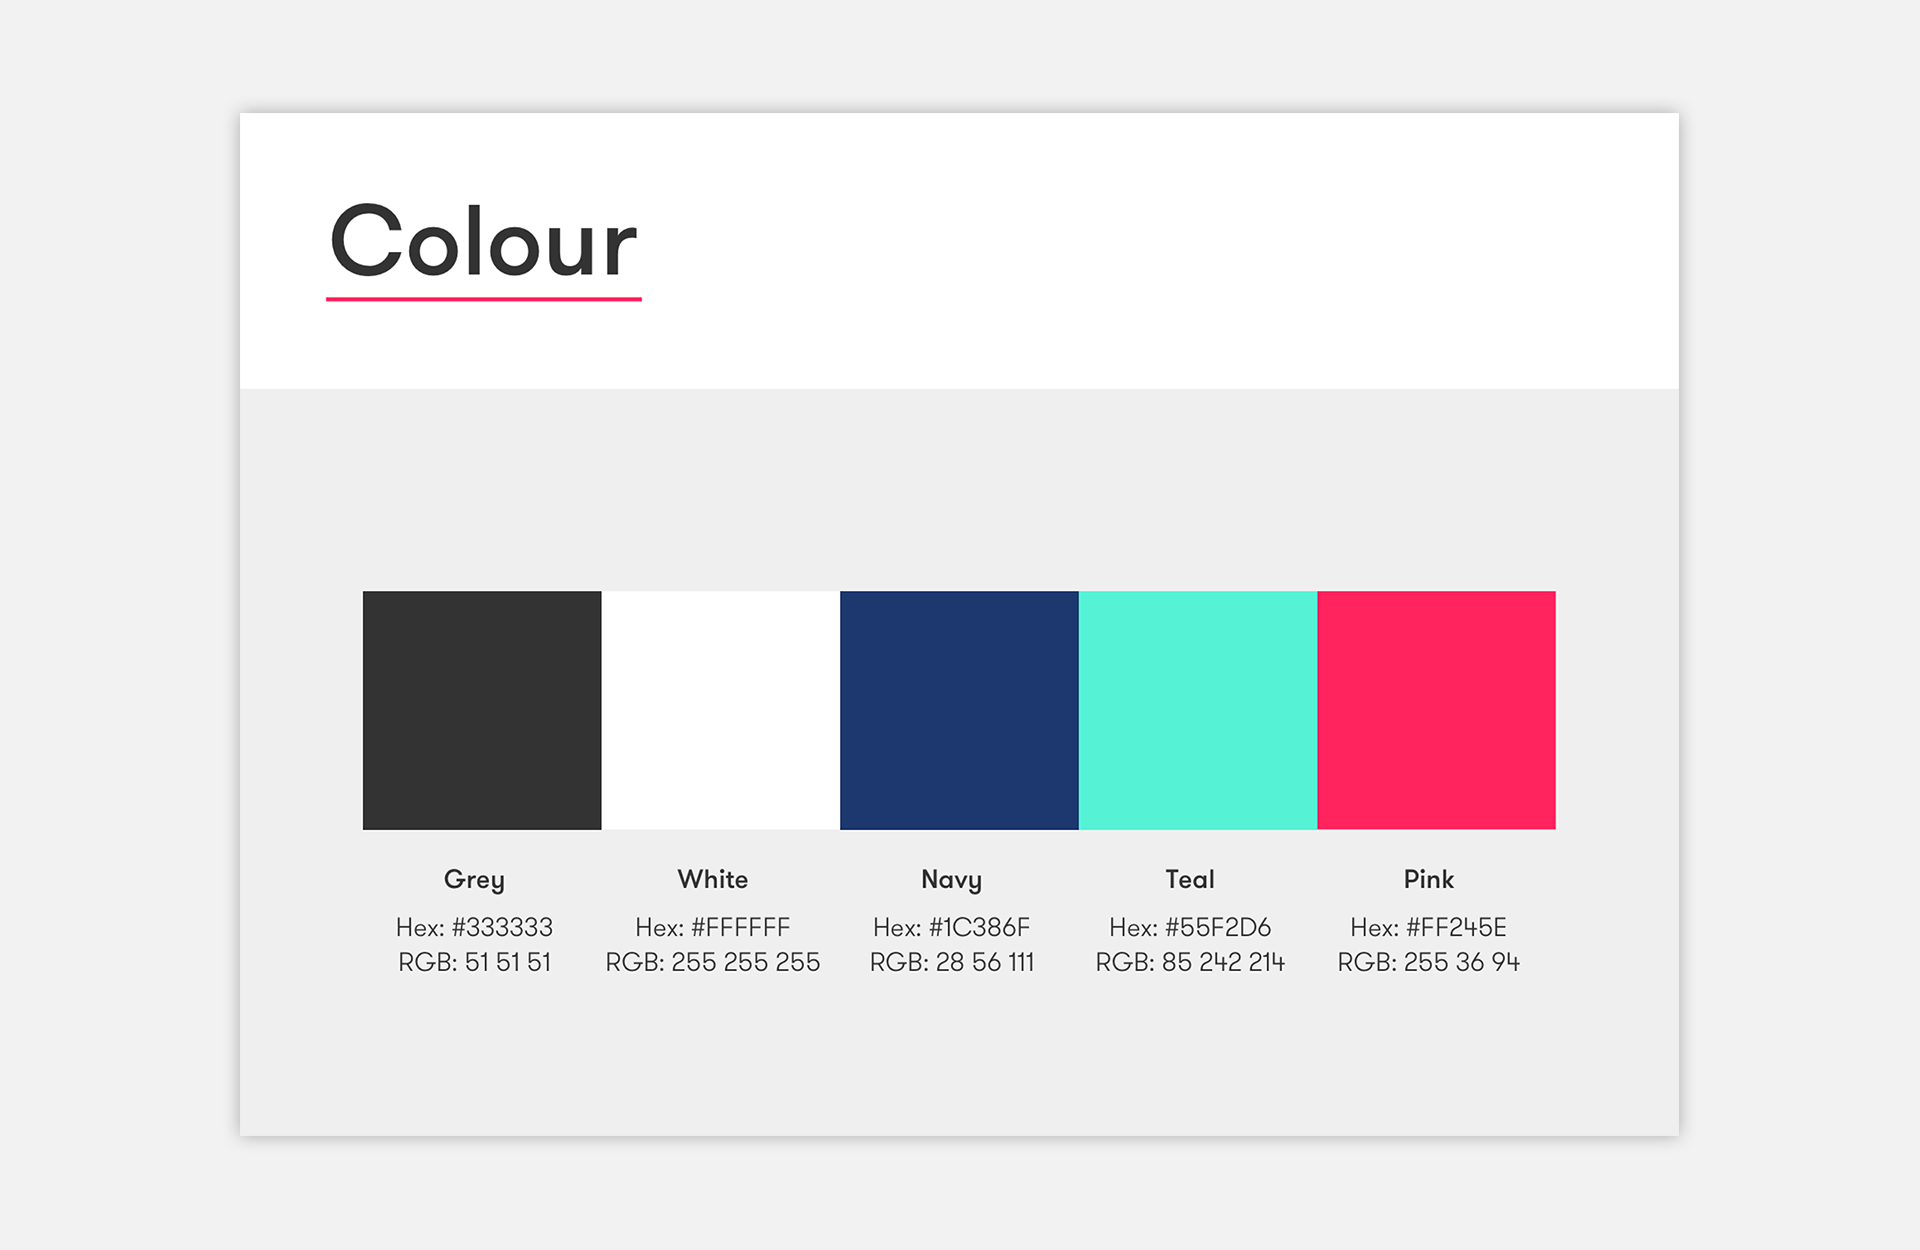 Colour
Grey
Hex: #333333
RGB: 51 51 51
White
Hex: #FFFFFF
RGB: 255 255 255
Navy
Hex: #1C386F
RGB: 28 56 111
Teal
Hex: #55F2D6
RGB: 85 242 214
Pink
Hex: #FF245E
RGB: 255 36 94